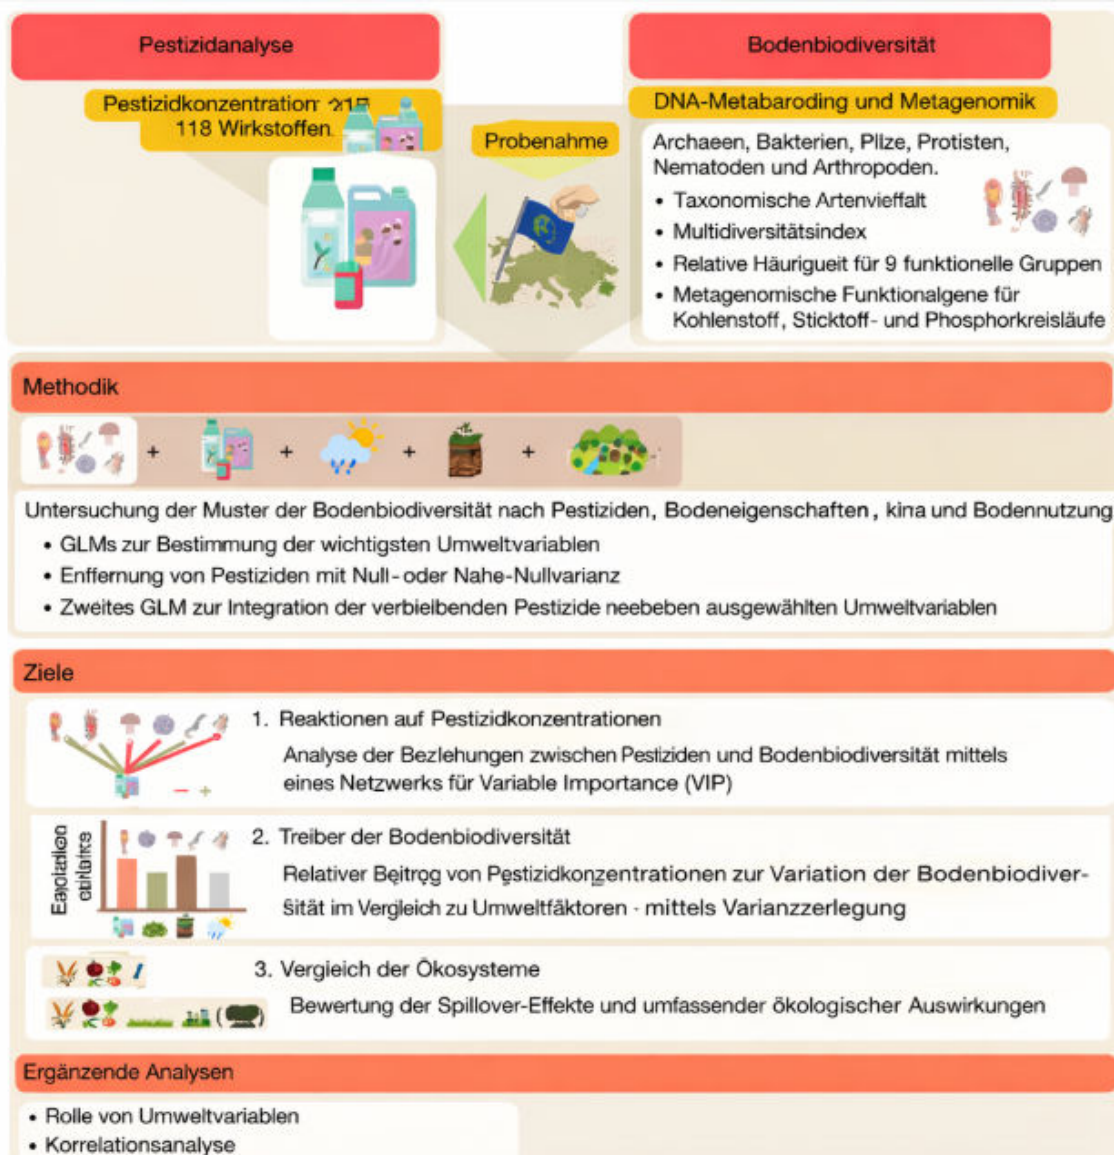 Pestizidanalyse
Pestizidkonzentration:
118 Wirkstoffen
Probenahme
Bodenbiodiversität
DNA-Metabaroding und Metagenomik
Archaeen, Bakterien, Plize, Protisten,
Nematoden und Arthropoden.
• Taxonomische Artenvieffalt
• Multidiversitätsindex
• Relative Häurigueit für 9 funktionelle Gruppen
• Metagenomische Funktionalgene für
Kohlenstoff, Sticktoff- und Phosphorkreisläufe
Methodik
+ + + +
Untersuchung der Muster der Bodenbiodiversität nach Pestiziden, Bodeneigenschaften, kina und Bodennutzung
• GLMs zur Bestimmung der wichtigsten Umweltvariablen
• Enffernung von Pestiziden mit Null-oder Nahe-Nullvarianz
• Zweites GLM zur Integration der verbieibenden Pestizide neebeben ausgewählten Umweltvariablen
Ziele
1. Reaktionen auf Pestizidkonzentrationen
Analyse der Bezlehungen zwischen Pestiziden und Bodenbiodiversität mittels
eines Netzwerks für Variable Importance (VIP)
− +
2. Treiber der Bodenbiodiversität
Relativer Beitrog von Pestizidkonzentrationen zur Variation der Bodenbiodiver-
sität im Vergleich zu Umweltfäktoren - mittels Varianzzerlegung
3. Vergieich der Ökosysteme
Bewertung der Spillover-Effekte und umfassender ökologischer Auswirkungen
Ergänzende Analysen
• Rolle von Umweltvariablen
• Korrelationsanalyse